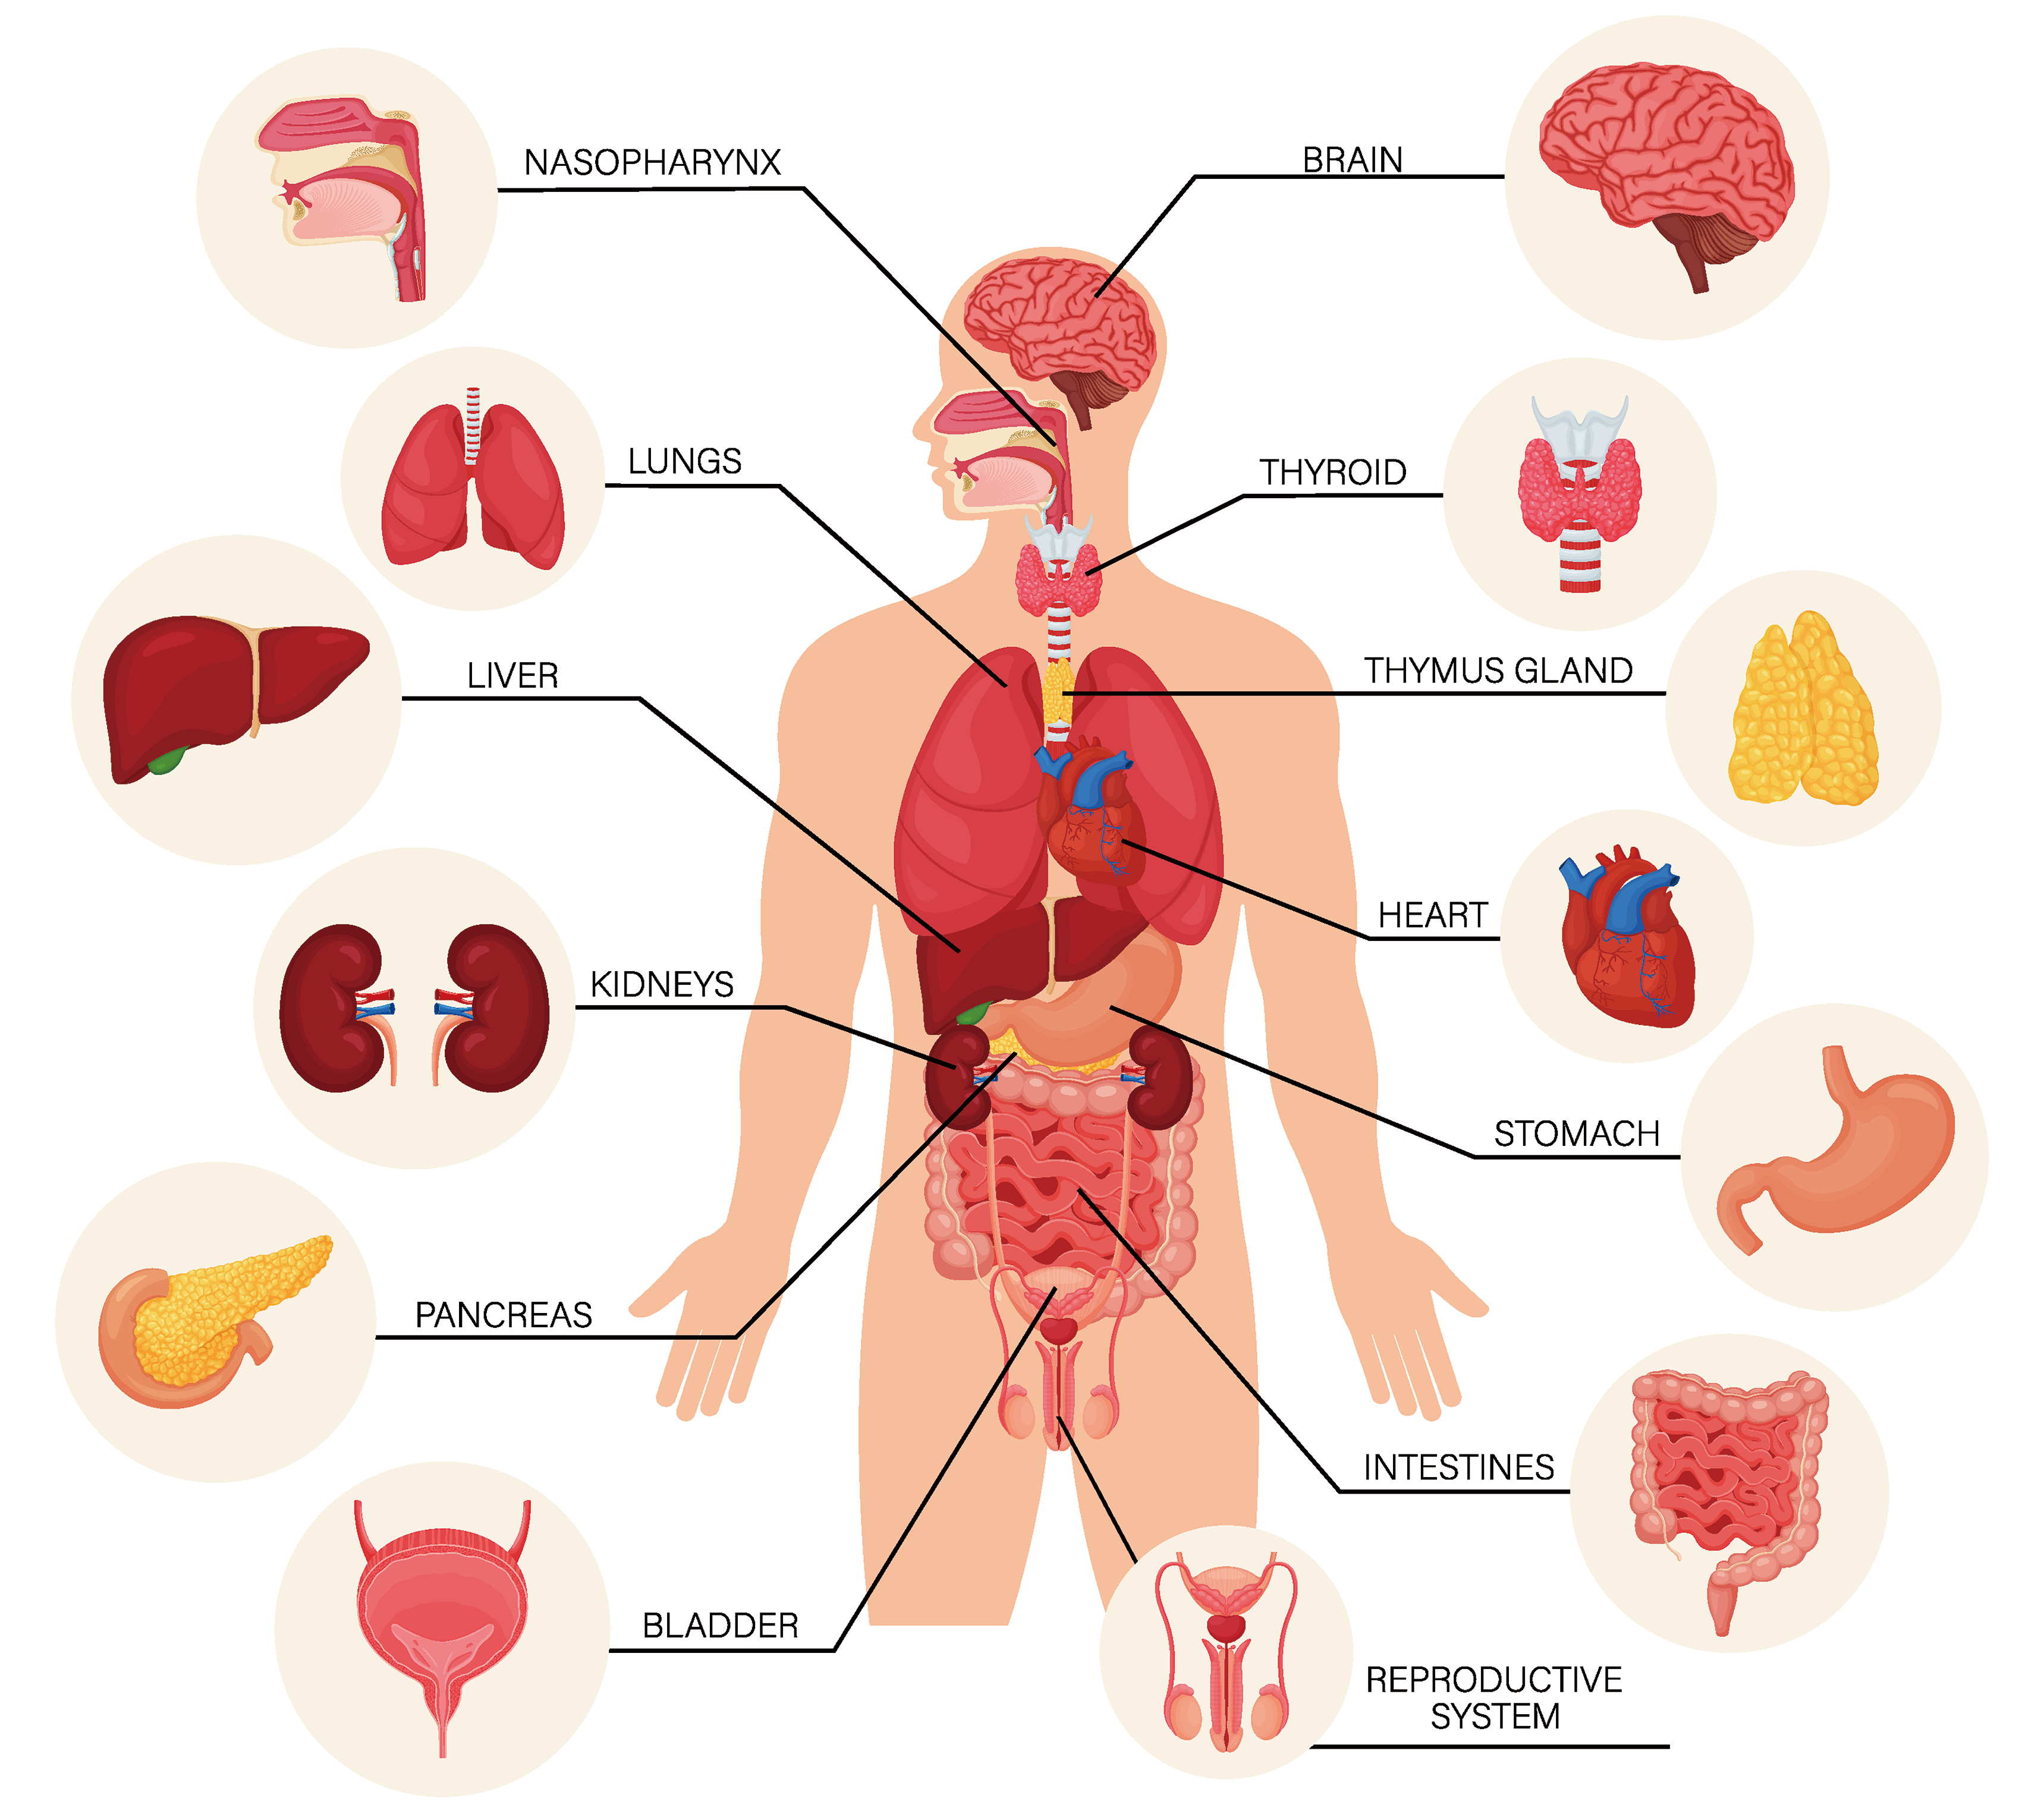 NASOPHARYNX
BRAIN
LUNGS
THYROID
LIVER
THYMUS GLAND
HEART
KIDNEYS
STOMACH
PANCREAS
INTESTINES
BLADDER
REPRODUCTIVE
SYSTEM